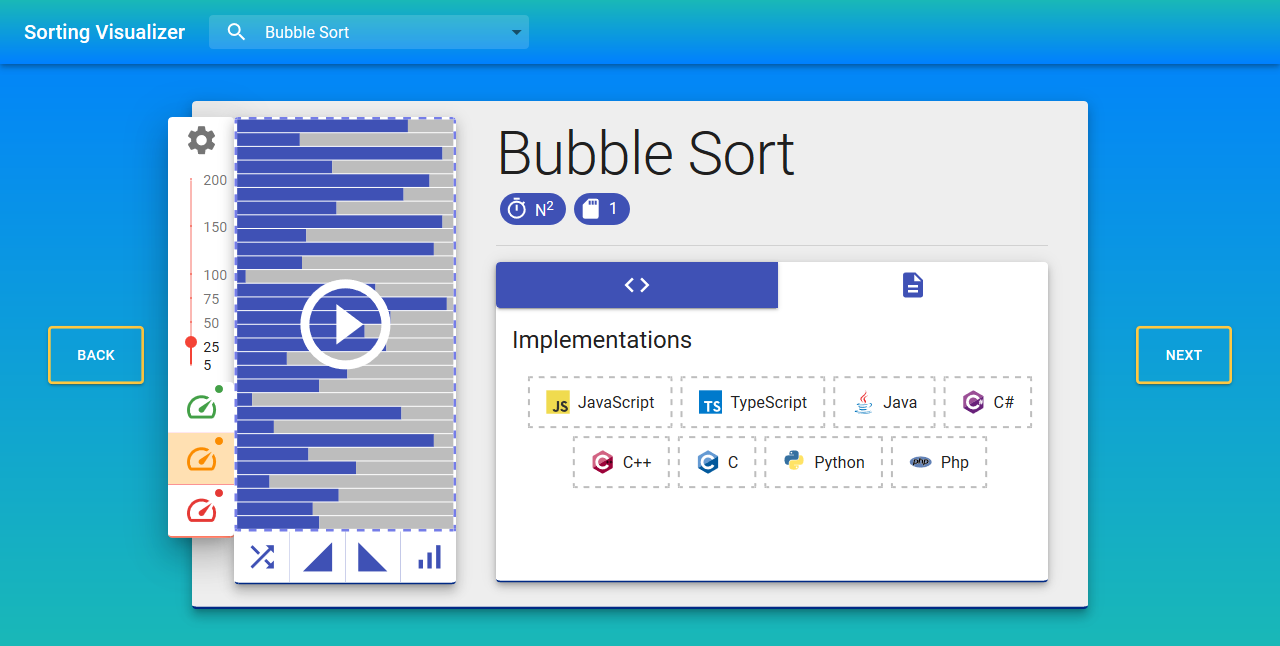 Sorting Visualizer
Bubble Sort
200
150
100
75
50
25
5
BACK
Bubble Sort
N²
1
Implementations
JS JavaScript
TS TypeScript
Java
C# C#
C++
C C
Python
php Php
NEXT